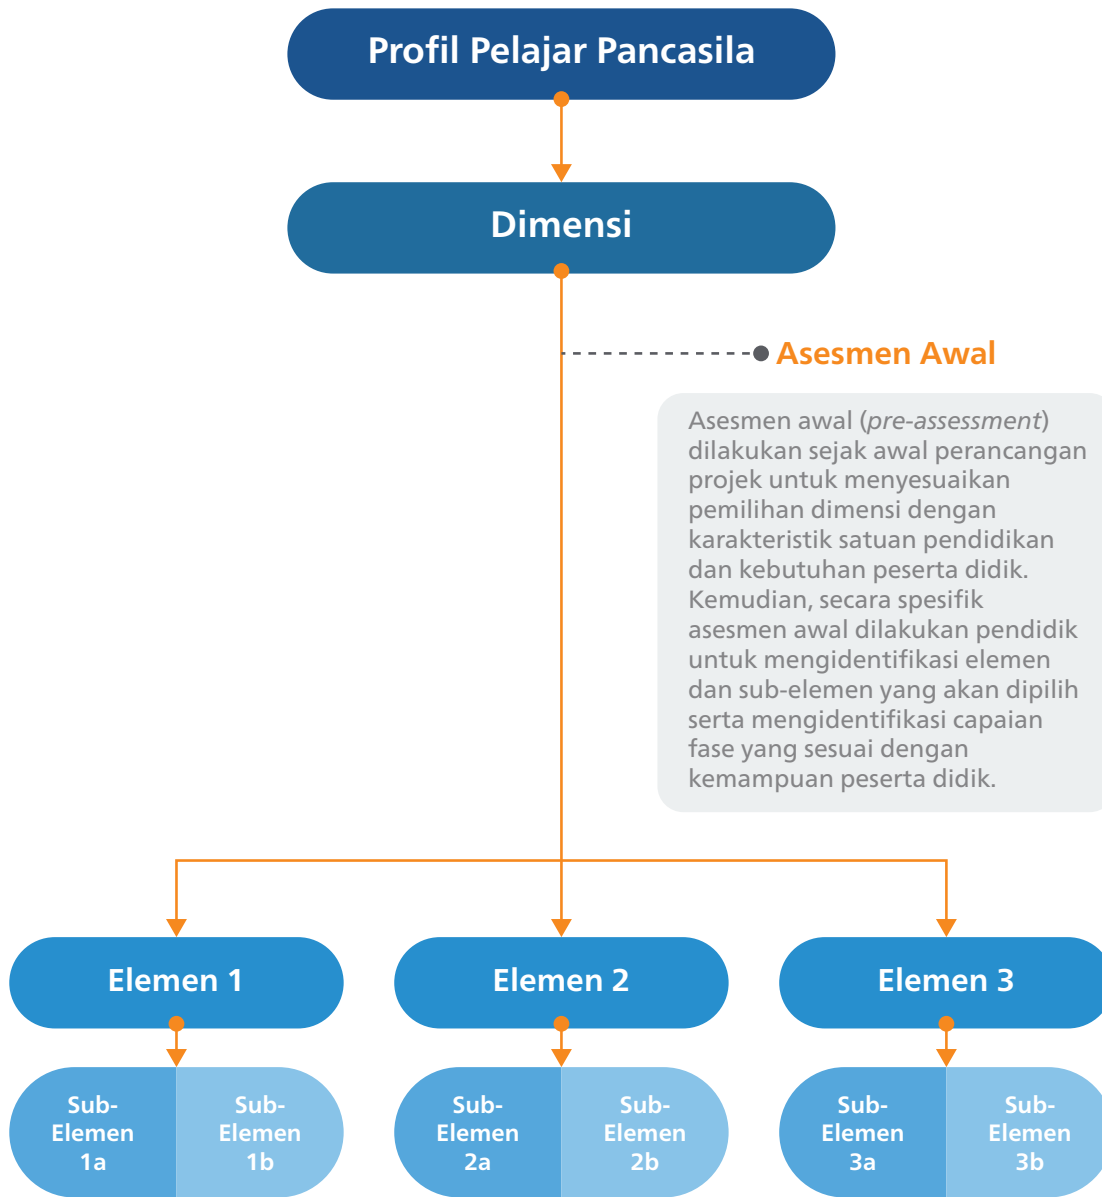 Profil Pelajar Pancasila
Dimensi
Asesmen Awal
Asesmen awal (pre-assessment)
dilakukan sejak awal perancangan
projek untuk menyesuaikan
pemilihan dimensi dengan
karakteristik satuan pendidikan
dan kebutuhan peserta didik.
Kemudian, secara spesifik
asesmen awal dilakukan pendidik
untuk mengidentifikasi elemen
dan sub-elemen yang akan dipilih
serta mengidentifikasi capaian
fase yang sesuai dengan
kemampuan peserta didik.
Elemen 1
Elemen 2
Elemen 3
Sub-
Elemen
1a
Sub-
Elemen
1b
Sub-
Elemen
2a
Sub-
Elemen
2b
Sub-
Elemen
3a
Sub-
Elemen
3b